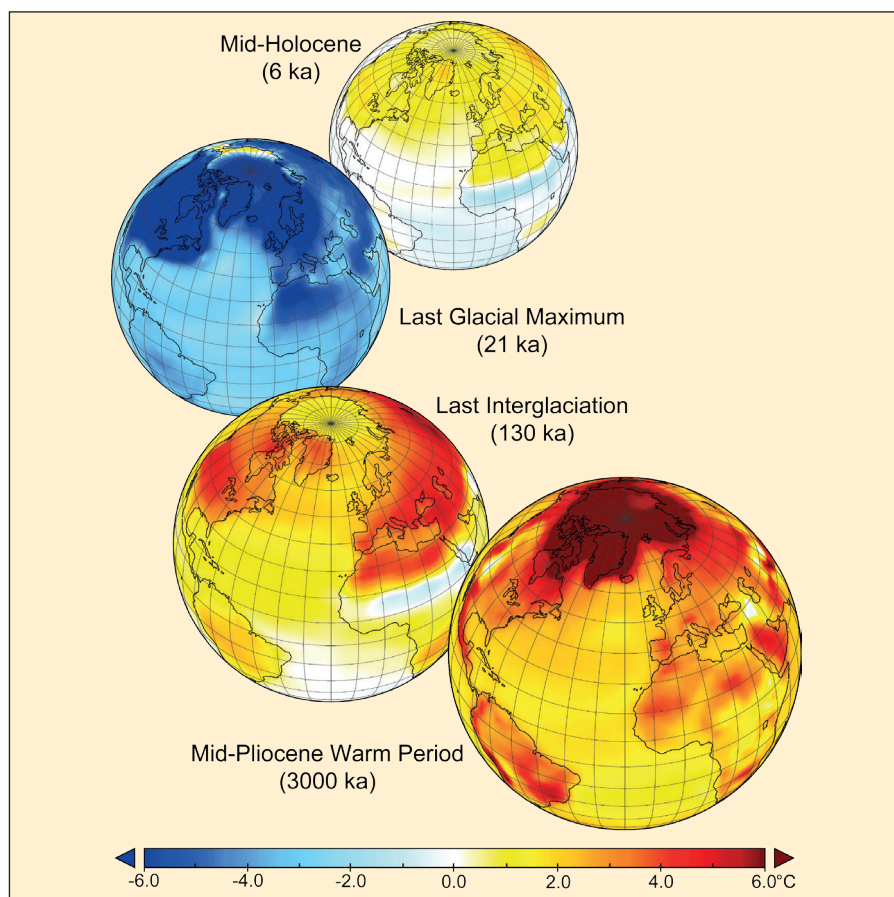 Mid-Holocene
(6 ka)
Last Glacial Maximum
(21 ka)
Last Interglaciation
(130 ka)
Mid-Pliocene Warm Period
(3000 ka)
-6.0 -4.0 -2.0 0.0 2.0 4.0 6.0°C